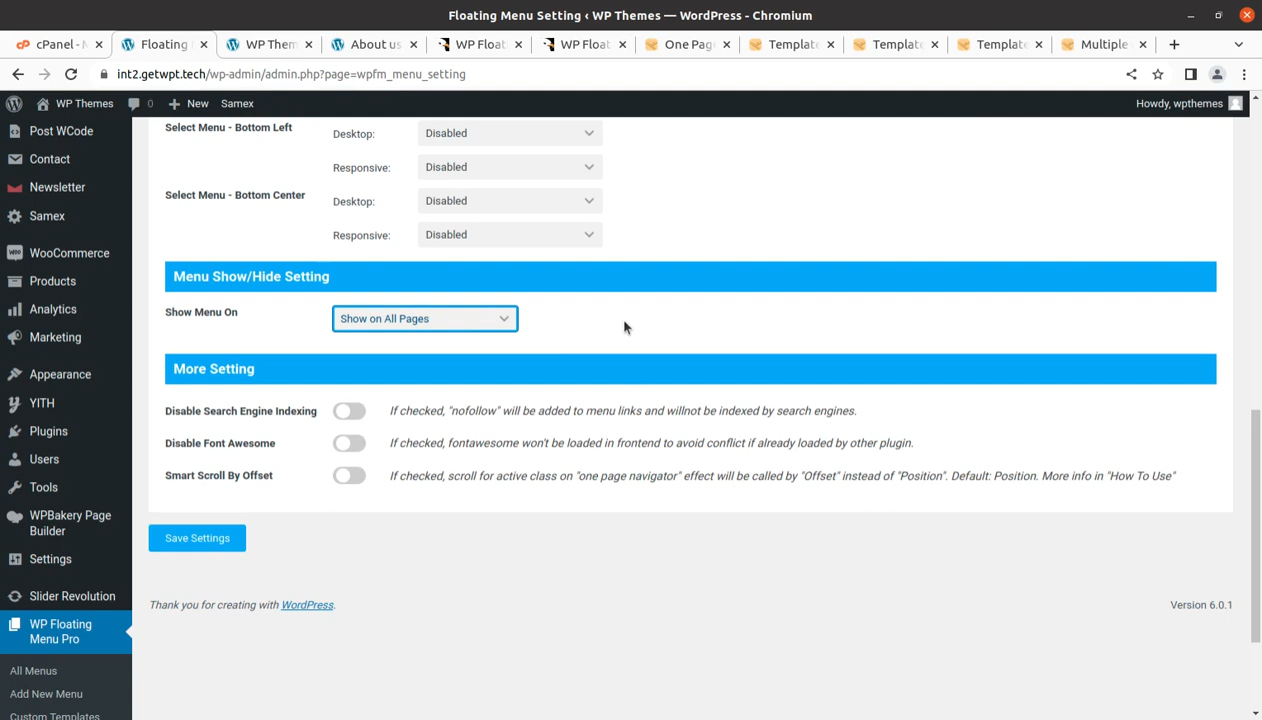 Floating Menu Setting ‹ WP Themes — WordPress - Chromium
cPanel - M
Floating
WP Them
About us
WP Float
WP Float
One Pag
Template
Template
Template
Multiple
int2.getwpt.tech/wp-admin/admin.php?page=wpfm_menu_setting
WP Themes
0
New
Samex
Howdy, wpthemes
Post WCode
Contact
Newsletter
Samex
WooCommerce
Products
Analytics
Marketing
Appearance
YITH
Plugins
Users
Tools
WPBakery Page
Builder
Settings
Slider Revolution
WP Floating
Menu Pro
All Menus
Add New Menu
Custom Templates
Select Menu - Bottom Left
Desktop:
Disabled
Responsive:
Disabled
Select Menu - Bottom Center
Desktop:
Disabled
Responsive:
Disabled
Menu Show/Hide Setting
Show Menu On
Show on All Pages
More Setting
Disable Search Engine Indexing
If checked, "nofollow" will be added to menu links and willnot be indexed by search engines.
Disable Font Awesome
If checked, fontawesome won't be loaded in frontend to avoid conflict if already loaded by other plugin.
Smart Scroll By Offset
If checked, scroll for active class on "one page navigator" effect will be called by "Offset" instead of "Position". Default: Position. More info in "How To Use"
Save Settings
Thank you for creating with WordPress.
Version 6.0.1